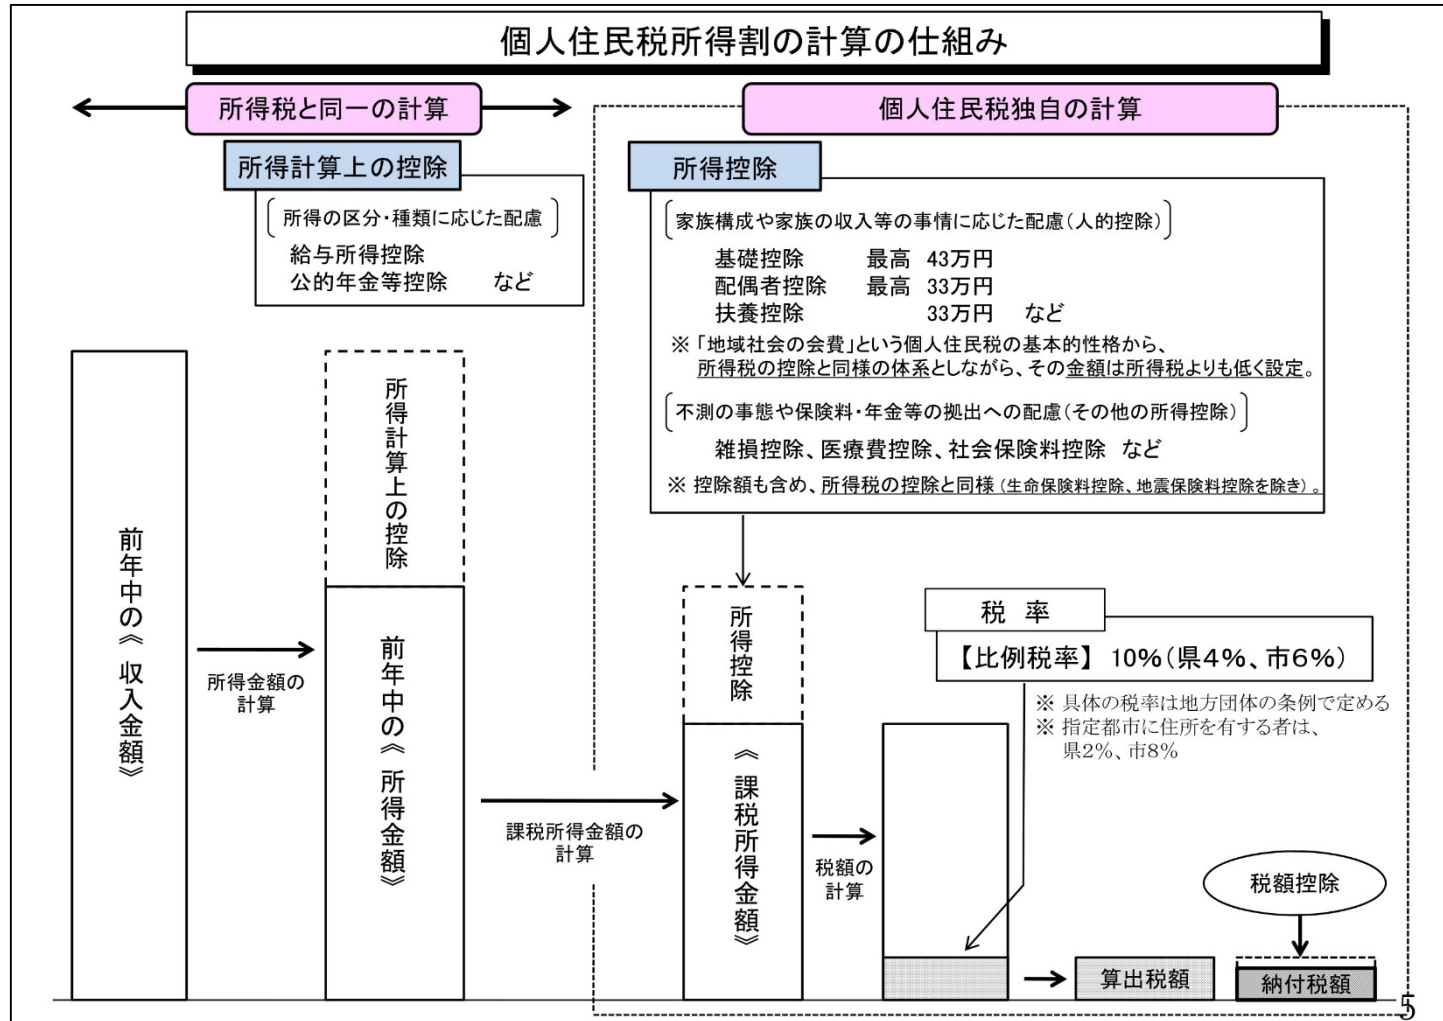 個人住民税所得割の計算の仕組み
所得税と同一の計算
個人住民税独自の計算
所得計算上の控除
所得の区分・種類に応じた配慮
給与所得控除
公的年金等控除 など
所得控除
家族構成や家族の収入等の事情に応じた配慮(人的控除)
基礎控除 最高 43万円
配偶者控除 最高 33万円
扶養控除 33万円 など
※「地域社会の会費」という個人住民税の基本的性格から、
所得税の控除と同様の体系としながら、その金額は所得税よりも低く設定。
不測の事態や保険料・年金等の拠出への配慮(その他の所得控除)
雑損控除、医療費控除、社会保険料控除 など
※ 控除額も含め、所得税の控除と同様(生命保険料控除、地震保険料控除を除き)。
前年中の《収入金額》
所得金額の
計算
所得計算上の控除
前年中の《所得金額》
課税所得金額の
計算
所得控除
《課税所得金額》
税額の
計算
税 率
【比例税率】 10%(県4%、市6%)
※ 具体の税率は地方団体の条例で定める
※ 指定都市に住所を有する者は、
県2%、市8%
算出税額
税額控除
納付税額
5